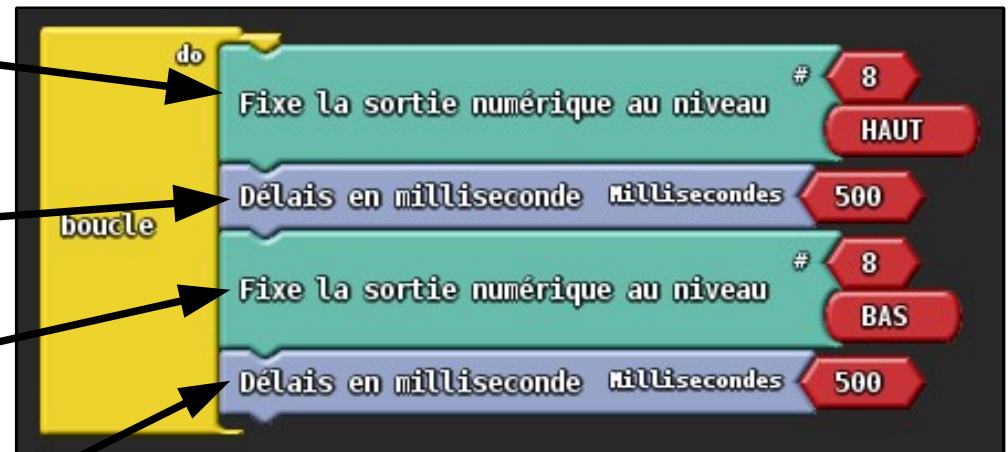 do
Fixe la sortie numérique au niveau # 8
HAUT
Délais en milliseconde Millisecondes 500
boucle
Fixe la sortie numérique au niveau # 8
BAS
Délais en milliseconde Millisecondes 500